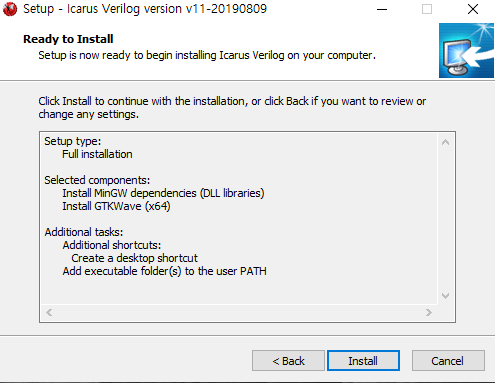 Setup - Icarus Verilog version v11-20190809
Ready to Install
Setup is now ready to begin installing Icarus Verilog on your computer.
Click Install to continue with the installation, or click Back if you want to review or
change any settings.
Setup type:
Full installation
Selected components:
Install MinGW dependencies (DLL libraries)
Install GTKWave (x64)
Additional tasks:
Additional shortcuts:
Create a desktop shortcut
Add executable folder(s) to the user PATH
< Back
Install
Cancel